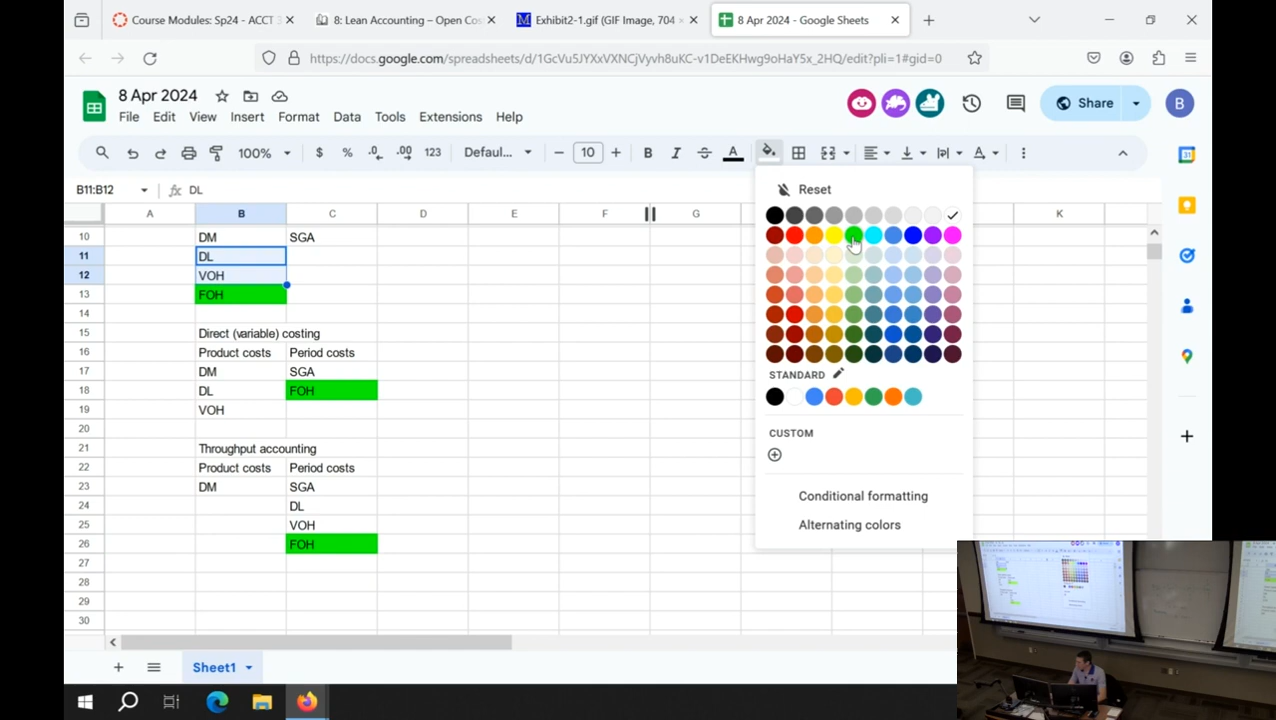 Course Modules: Sp24 - ACCT 3
8: Lean Accounting – Open Co
Exhibit2-1.gif (GIF Image, 704 ×
8 Apr 2024 - Google Sheets
https://docs.google.com/spreadsheets/d/1GcVu5JYXxVXNCjVyvh8uKC-v1DeEKHwg9oHaY5x_2HQ/edit?pli=1#gid=0
8 Apr 2024
File Edit View Insert Format Data Tools Extensions Help
Share
B
100% $ % .0 .00 123 Defaul... 10 B I S A
B11:B12 fx DL
A B C D E F G K
10 DM SGA
11 DL
12 VOH
13 FOH
14
15 Direct (variable) costing
16 Product costs Period costs
17 DM SGA
18 DL FOH
19 VOH
20
21 Throughput accounting
22 Product costs Period costs
23 DM SGA
24 DL
25 VOH
26 FOH
27
28
29
30
Reset
STANDARD
CUSTOM
Conditional formatting
Alternating colors
Sheet1